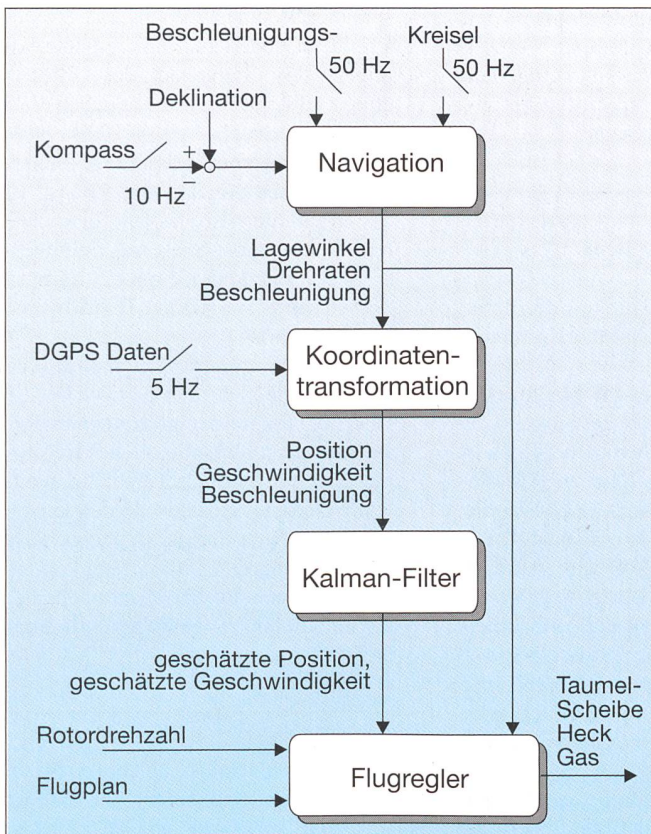 Beschleunigungs-
Kreisel
50 Hz
50 Hz
Deklination
Kompass
+
−
10 Hz
Navigation
Lagewinkel
Drehraten
Beschleunigung
DGPS Daten
5 Hz
Koordinaten-
transformation
Position
Geschwindigkeit
Beschleunigung
Kalman-Filter
geschätzte Position,
geschätzte Geschwindigkeit
Taumel-
Scheibe
Heck
Gas
Rotordrehzahl
Flugplan
Flugregler